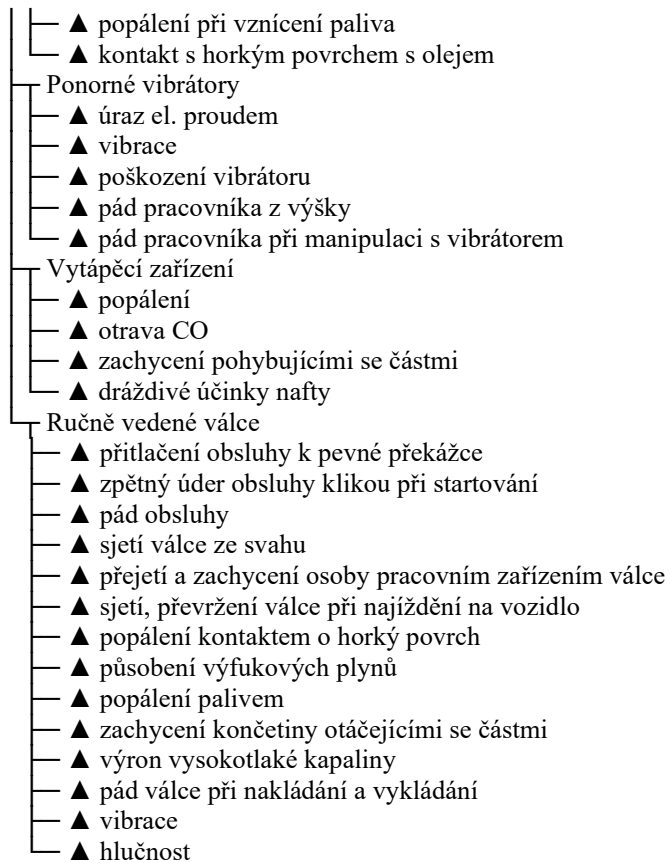 ▲ popálení při vznícení paliva
▲ kontakt s horkým povrchem s olejem
Ponorné vibrátory
▲ úraz el. proudem
▲ vibrace
▲ poškození vibrátoru
▲ pád pracovníka z výšky
▲ pád pracovníka při manipulaci s vibrátorem
Vytápěcí zařízení
▲ popálení
▲ otrava CO
▲ zachycení pohybujícími se částmi
▲ dráždivé účinky nafty
Ručně vedené válce
▲ přitlačení obsluhy k pevné překážce
▲ zpětný úder obsluhy klikou při startování
▲ pád obsluhy
▲ sjetí válce ze svahu
▲ přejetí a zachycení osoby pracovním zařízením válce
▲ sjetí, převržení válce při najíždění na vozidlo
▲ popálení kontaktem o horký povrch
▲ působení výfukových plynů
▲ popálení palivem
▲ zachycení končetiny otáčejícími se částmi
▲ výron vysokotlaké kapaliny
▲ pád válce při nakládání a vykládání
▲ vibrace
▲ hlučnost